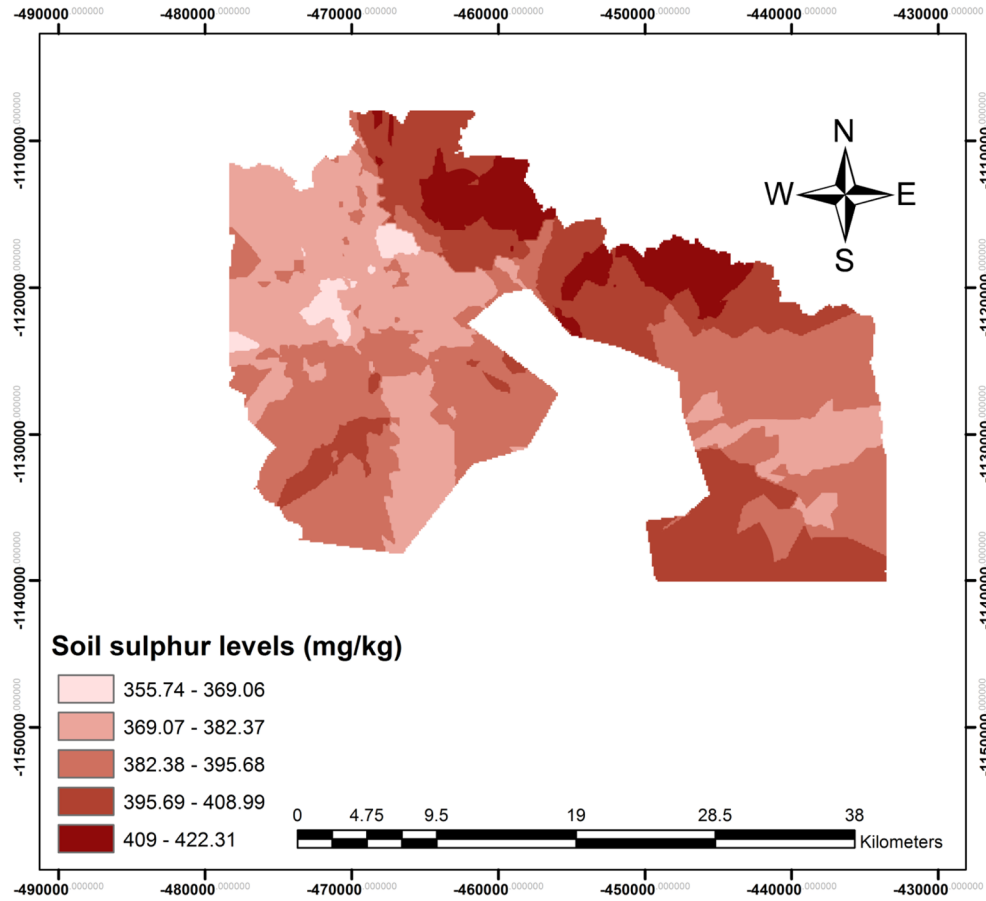 -490000.000000 -480000.000000 -470000.000000 -460000.000000 -450000.000000 -440000.000000 -430000.000000
-1110000.000000
-1120000.000000
-1130000.000000
-1140000.000000
-1150000.000000
N
W E
S
-1110000.000000
-1120000.000000
-1130000.000000
-1140000.000000
-1150000.000000
Soil sulphur levels (mg/kg)
355.74 - 369.06
369.07 - 382.37
382.38 - 395.68
395.69 - 408.99
409 - 422.31
0 4.75 9.5 19 28.5 38
Kilometers
-490000.000000 -480000.000000 -470000.000000 -460000.000000 -450000.000000 -440000.000000 -430000.000000